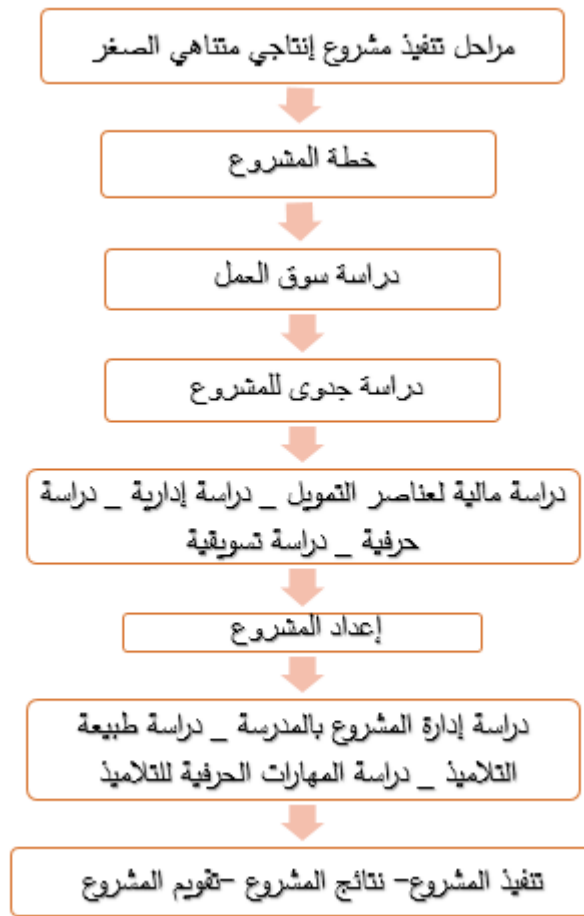 مراحل تنفيذ مشروع إنتاجي متناهي الصغر
خطة المشروع
دراسة سوق العمل
دراسة جدوى للمشروع
دراسة مالية لعناصر التمويل _ دراسة إدارية _ دراسة
حرفية _ دراسة تسويقية
إعداد المشروع
دراسة إدارة المشروع بالمدرسة _ دراسة طبيعة
التلاميذ _ دراسة المهارات الحرفية للتلاميذ
تنفيذ المشروع– نتائج المشروع –تقويم المشروع